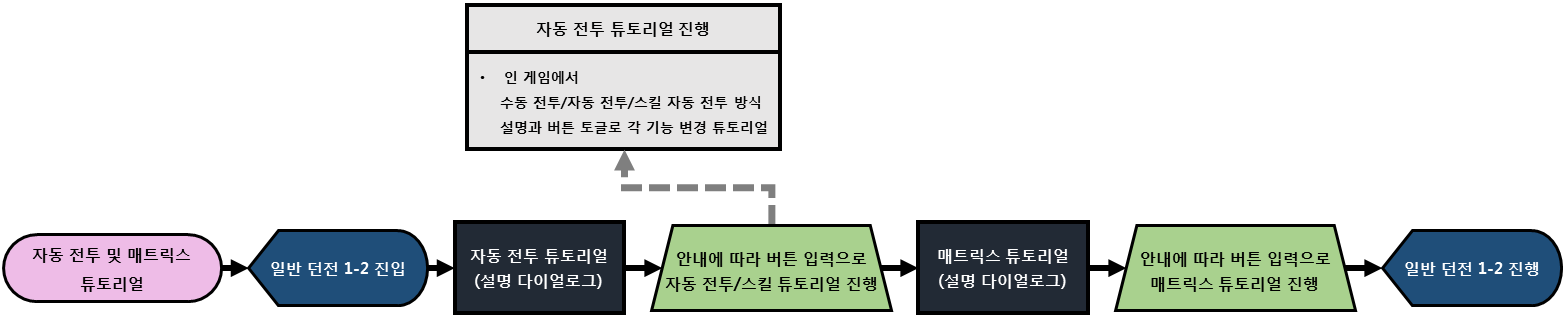 자동 전투 튜토리얼 진행
• 인 게임에서
수동 전투/자동 전투/스킬 자동 전투 방식
설명과 버튼 토글로 각 기능 변경 튜토리얼
자동 전투 및 매트릭스
튜토리얼
일반 던전 1-2 진입
자동 전투 튜토리얼
(설명 다이얼로그)
안내에 따라 버튼 입력으로
자동 전투/스킬 튜토리얼 진행
매트릭스 튜토리얼
(설명 다이얼로그)
안내에 따라 버튼 입력으로
매트릭스 튜토리얼 진행
일반 던전 1-2 진행